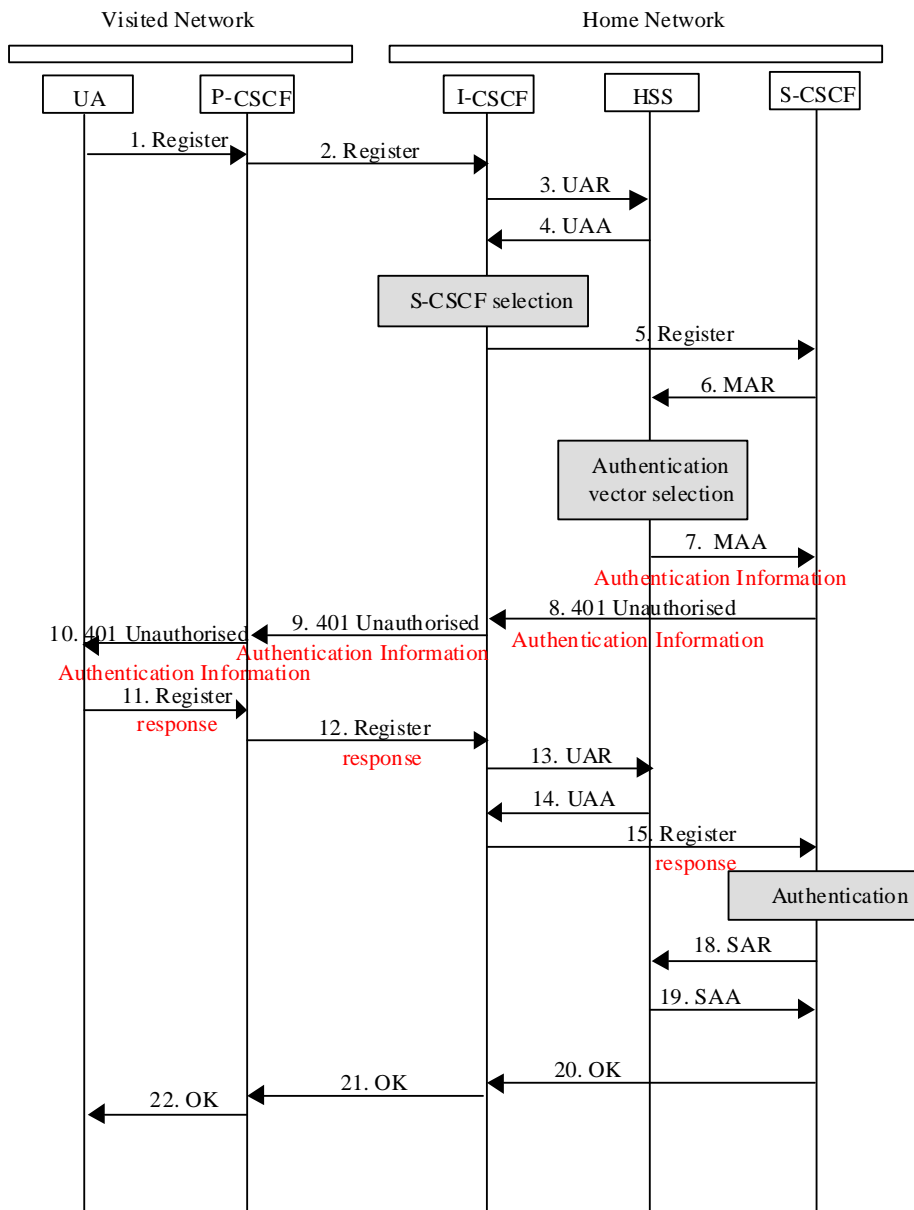 Visited Network
Home Network
UA
P-CSCF
I-CSCF
HSS
S-CSCF
1. Register
2. Register
3. UAR
4. UAA
S-CSCF selection
5. Register
6. MAR
Authentication
vector selection
7. MAA
Authentication Information
8. 401 Unauthorised
Authentication Information
9. 401 Unauthorised
Authentication Information
10. 401 Unauthorised
Authentication Information
11. Register
response
12. Register
response
13. UAR
14. UAA
15. Register
response
Authentication
18. SAR
19. SAA
20. OK
21. OK
22. OK